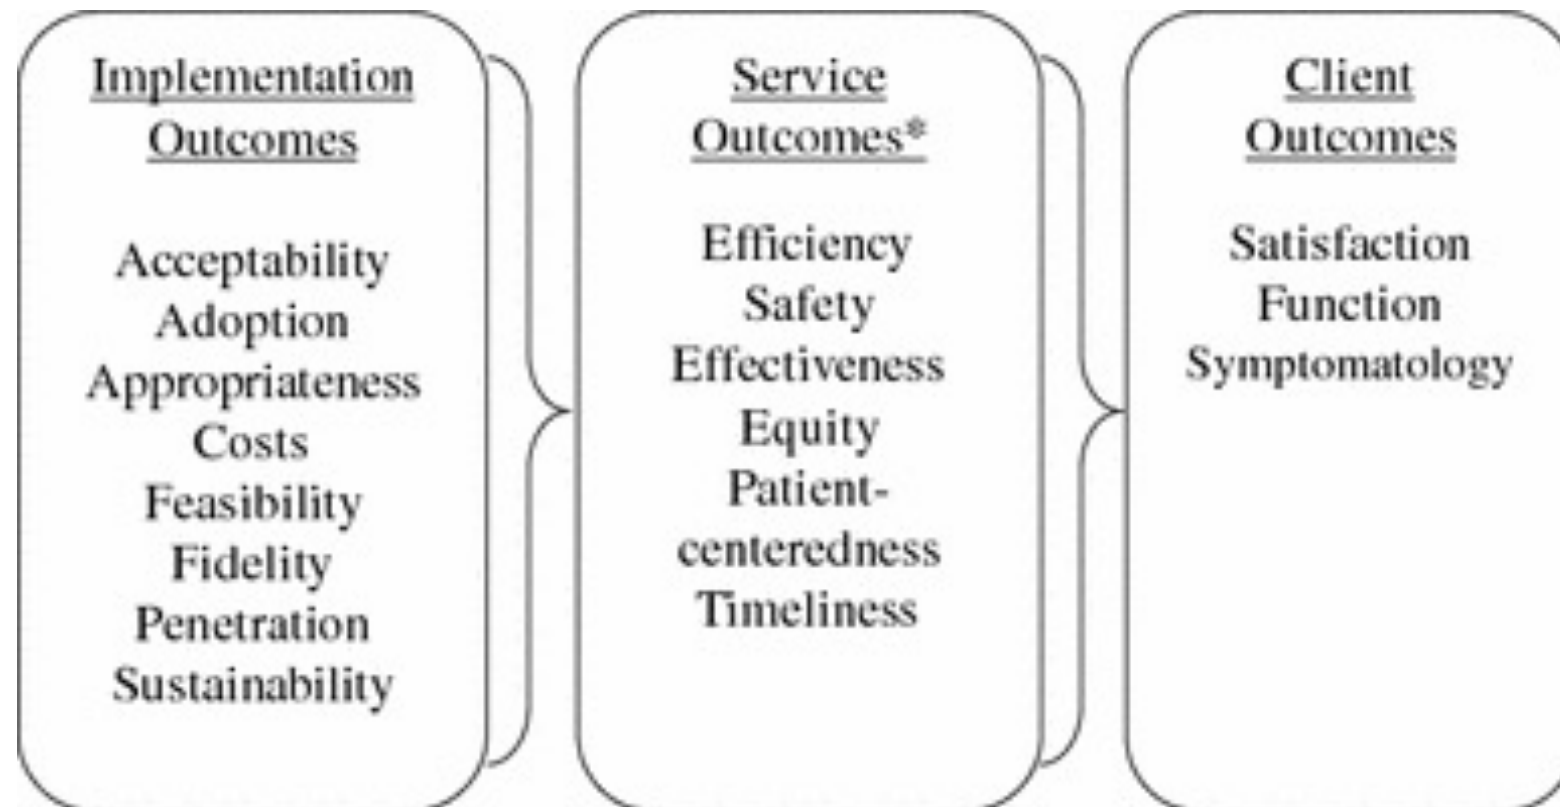 Implementation
Outcomes
Acceptability
Adoption
Appropriateness
Costs
Feasibility
Fidelity
Penetration
Sustainability
Service
Outcomes*
Efficiency
Safety
Effectiveness
Equity
Patient-
centeredness
Timeliness
Client
Outcomes
Satisfaction
Function
Symptomatology